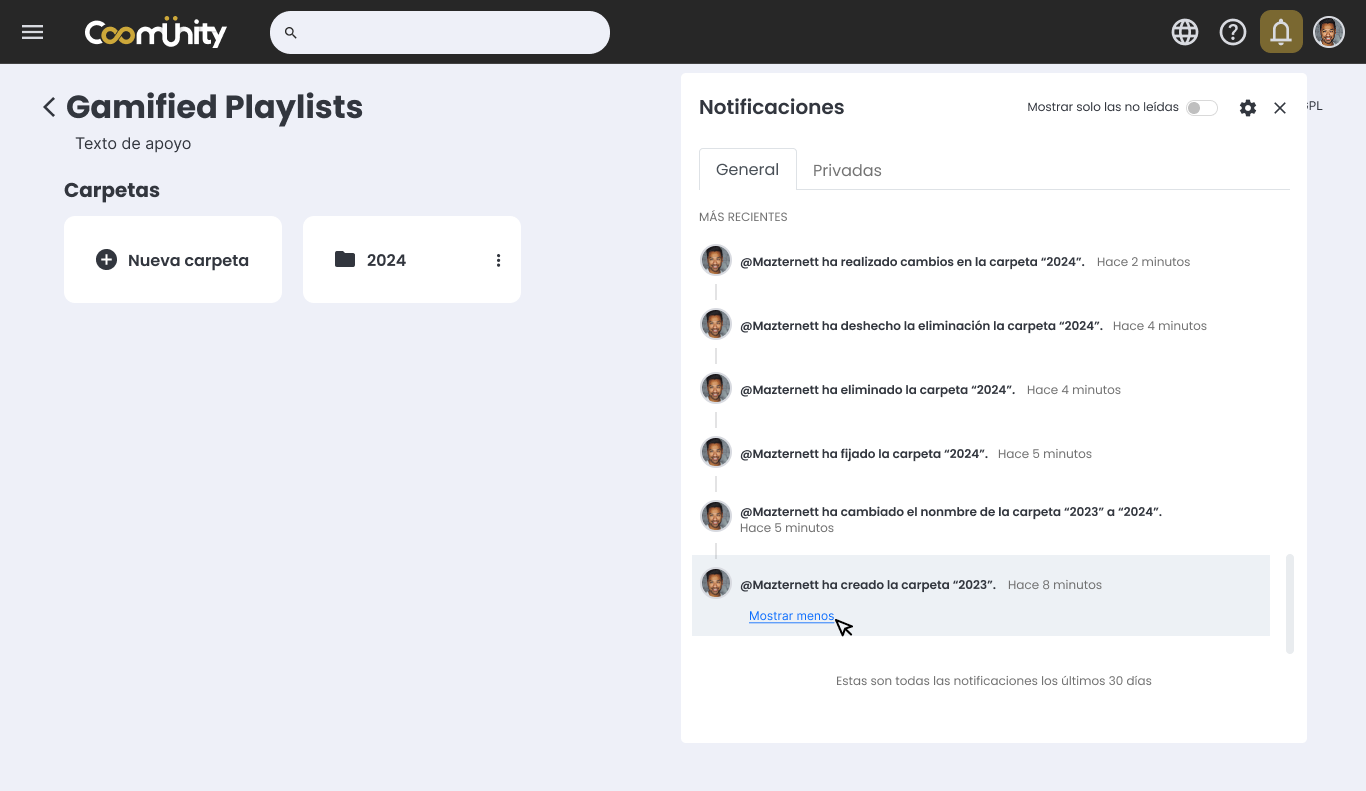 CoomÜnity
Gamified Playlists
Texto de apoyo
Carpetas
Nueva carpeta
2024
Notificaciones
Mostrar solo las no leídas
PL
General
Privadas
MÁS RECIENTES
@Mazternett ha realizado cambios en la carpeta “2024”. Hace 2 minutos
@Mazternett ha deshecho la eliminación la carpeta “2024”. Hace 4 minutos
@Mazternett ha eliminado la carpeta “2024”. Hace 4 minutos
@Mazternett ha fijado la carpeta “2024”. Hace 5 minutos
@Mazternett ha cambiado el nonmbre de la carpeta “2023” a “2024”.
Hace 5 minutos
@Mazternett ha creado la carpeta “2023”. Hace 8 minutos
Mostrar menos
Estas son todas las notificaciones los últimos 30 días